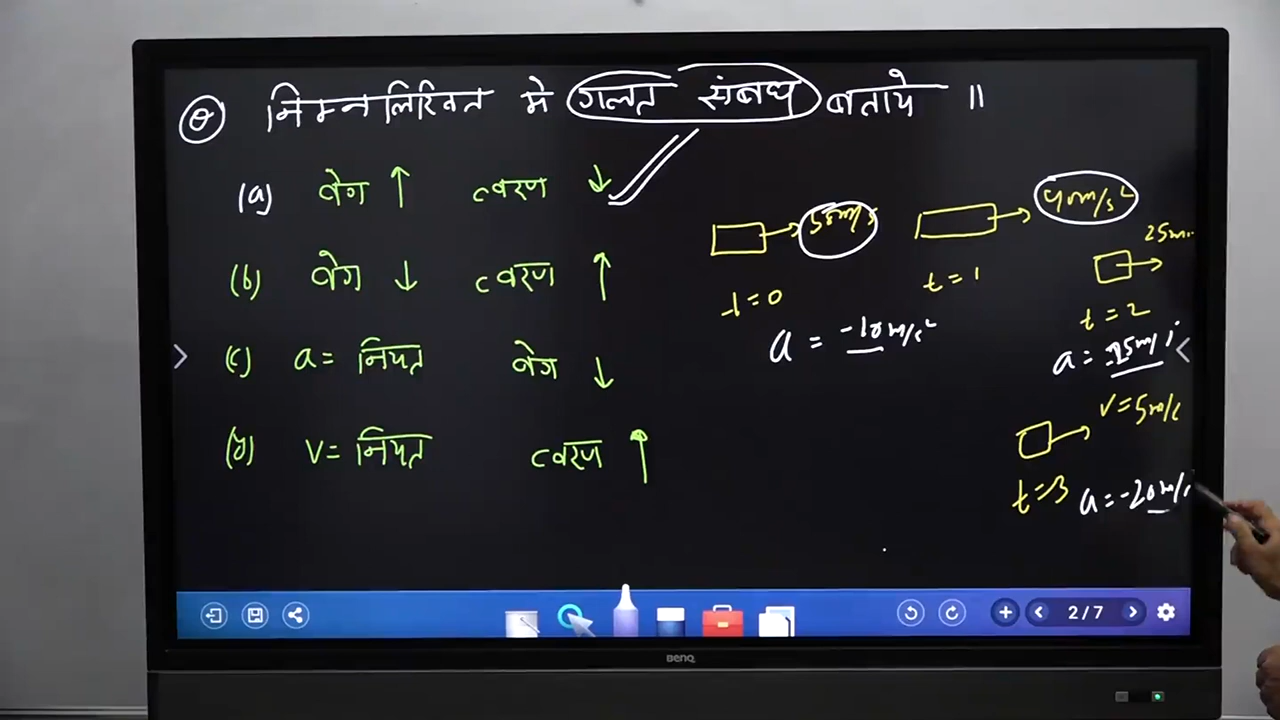 Q निम्नलिखित मे गलत संबंध बताये ॥
(a) वेग ↑ त्वरण ↓
(b) वेग ↓ त्वरण ↑
(c) a = नियत वेग ↓
(d) v = नियत त्वरण ↑
50m/s
40m/s²
25m
t = 0
t = 1
t = 2
a = -10m/s²
a = -15m/
v = 5m/s
t = 3
a = -20m/
2/7
BenQ